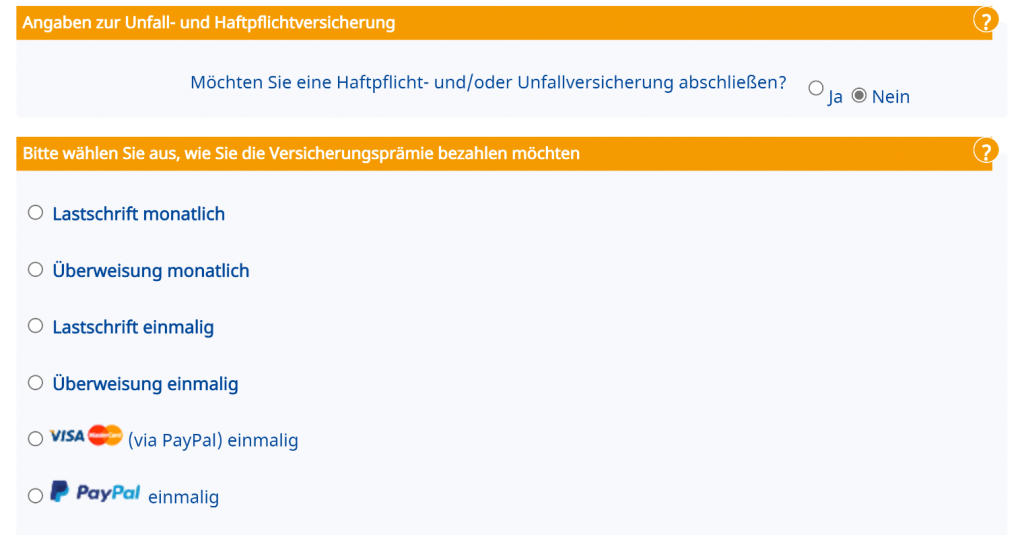 Angaben zur Unfall- und Haftpflichtversicherung ?
Möchten Sie eine Haftpflicht- und/oder Unfallversicherung abschließen? Ja Nein
Bitte wählen Sie aus, wie Sie die Versicherungsprämie bezahlen möchten ?
Lastschrift monatlich
Überweisung monatlich
Lastschrift einmalig
Überweisung einmalig
VISA MasterCard (via PayPal) einmalig
PayPal einmalig